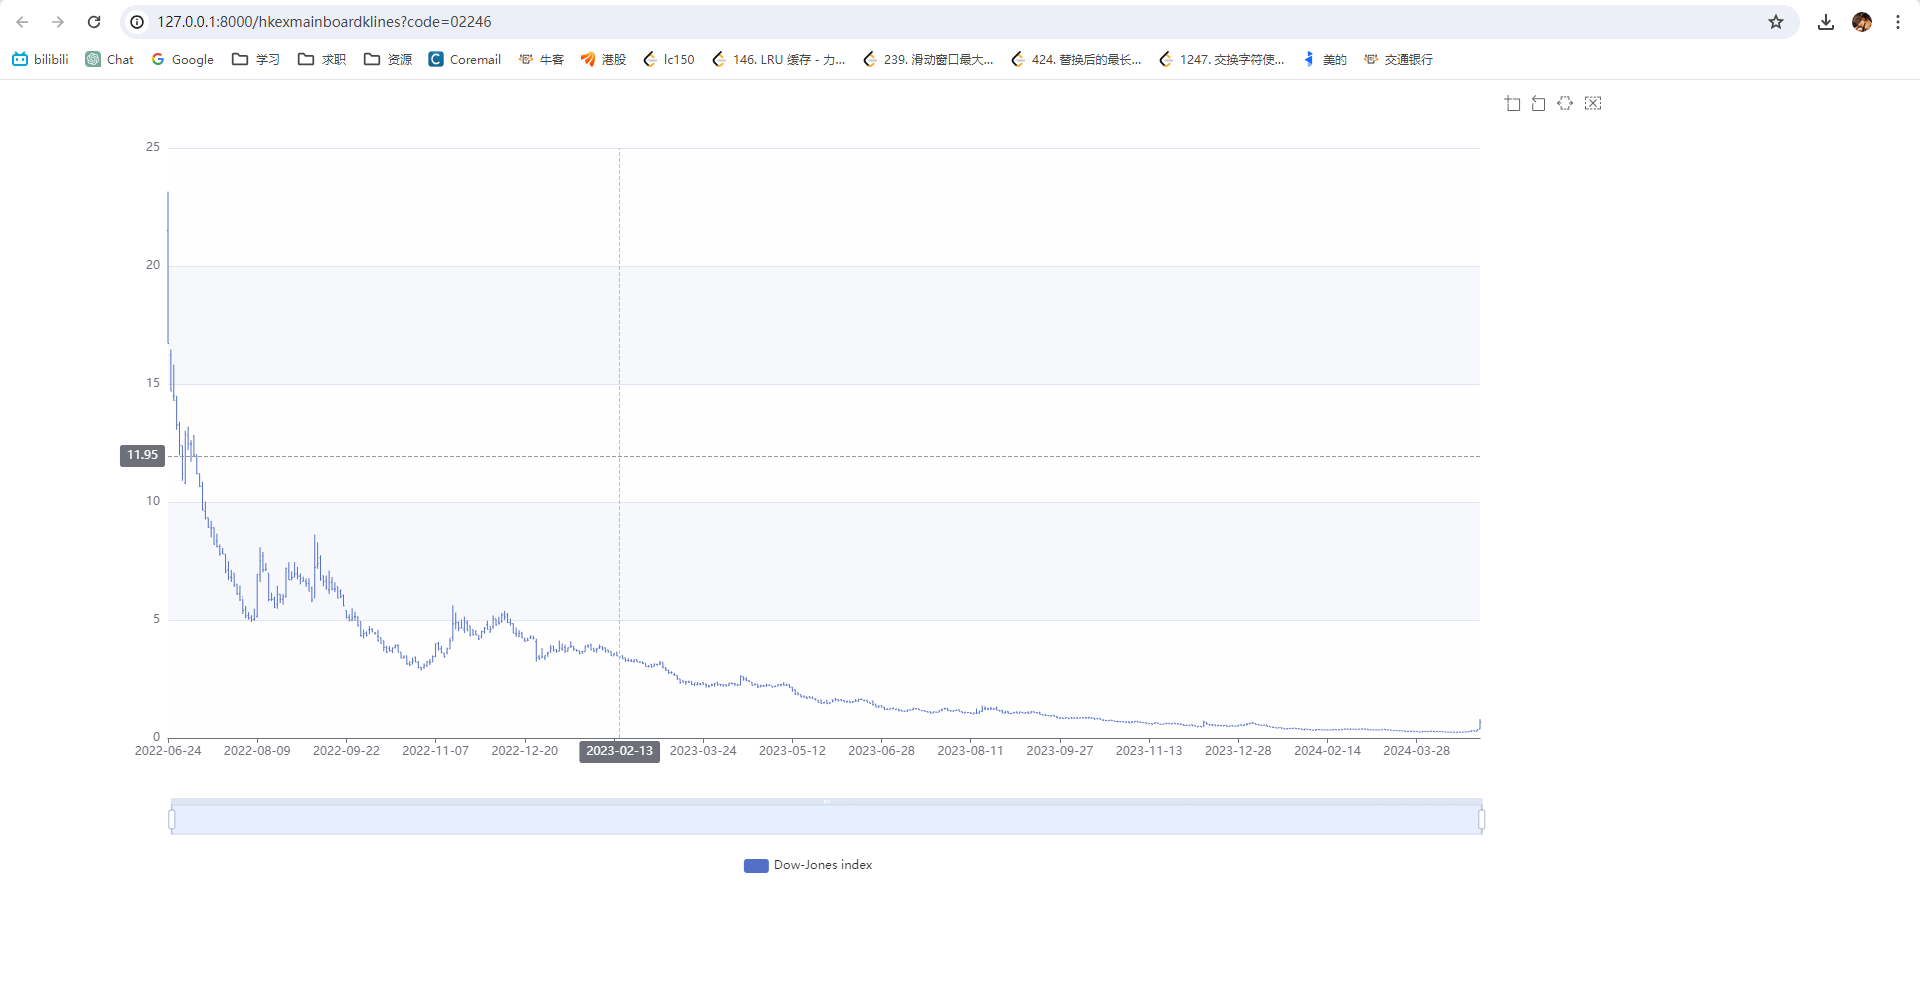 127.0.0.1:8000/hkexmainboardklines?code=02246
bilibili Chat Google 学习 求职 资源 Coremail 牛客 港股 lc150 146. LRU 缓存 - 力... 239. 滑动窗口最大... 424. 替换后的最长... 1247. 交换字符使... 美的 交通银行
25
20
15
11.95
10
5
0
2022-06-24 2022-08-09 2022-09-22 2022-11-07 2022-12-20 2023-02-13 2023-03-24 2023-05-12 2023-06-28 2023-08-11 2023-09-27 2023-11-13 2023-12-28 2024-02-14 2024-03-28
Dow-Jones index